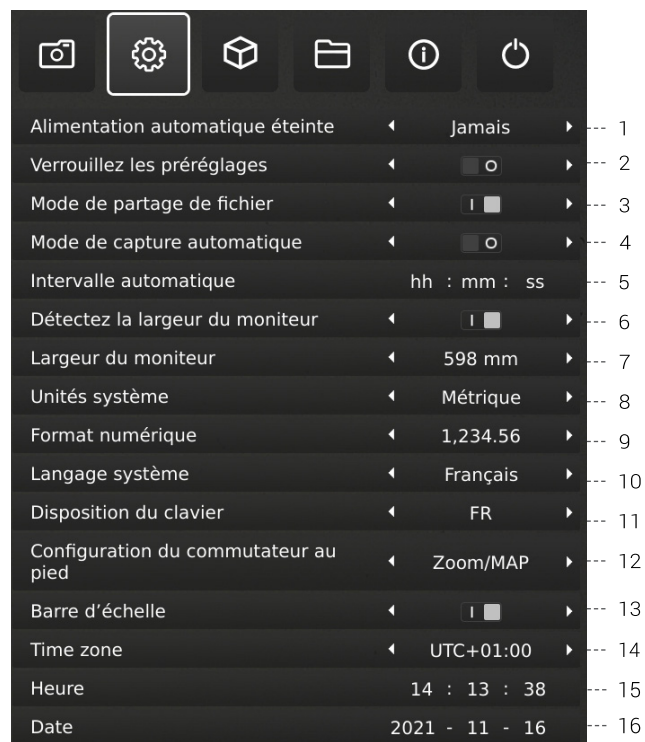 Alimentation automatique éteinte Jamais 1
Verrouillez les préréglages O 2
Mode de partage de fichier I 3
Mode de capture automatique O 4
Intervalle automatique hh : mm : ss 5
Détectez la largeur du moniteur I 6
Largeur du moniteur 598 mm 7
Unités système Métrique 8
Format numérique 1,234.56 9
Langage système Français 10
Disposition du clavier FR 11
Configuration du commutateur au
pied Zoom/MAP 12
Barre d’échelle I 13
Time zone UTC+01:00 14
Heure 14 : 13 : 38 15
Date 2021 - 11 - 16 16